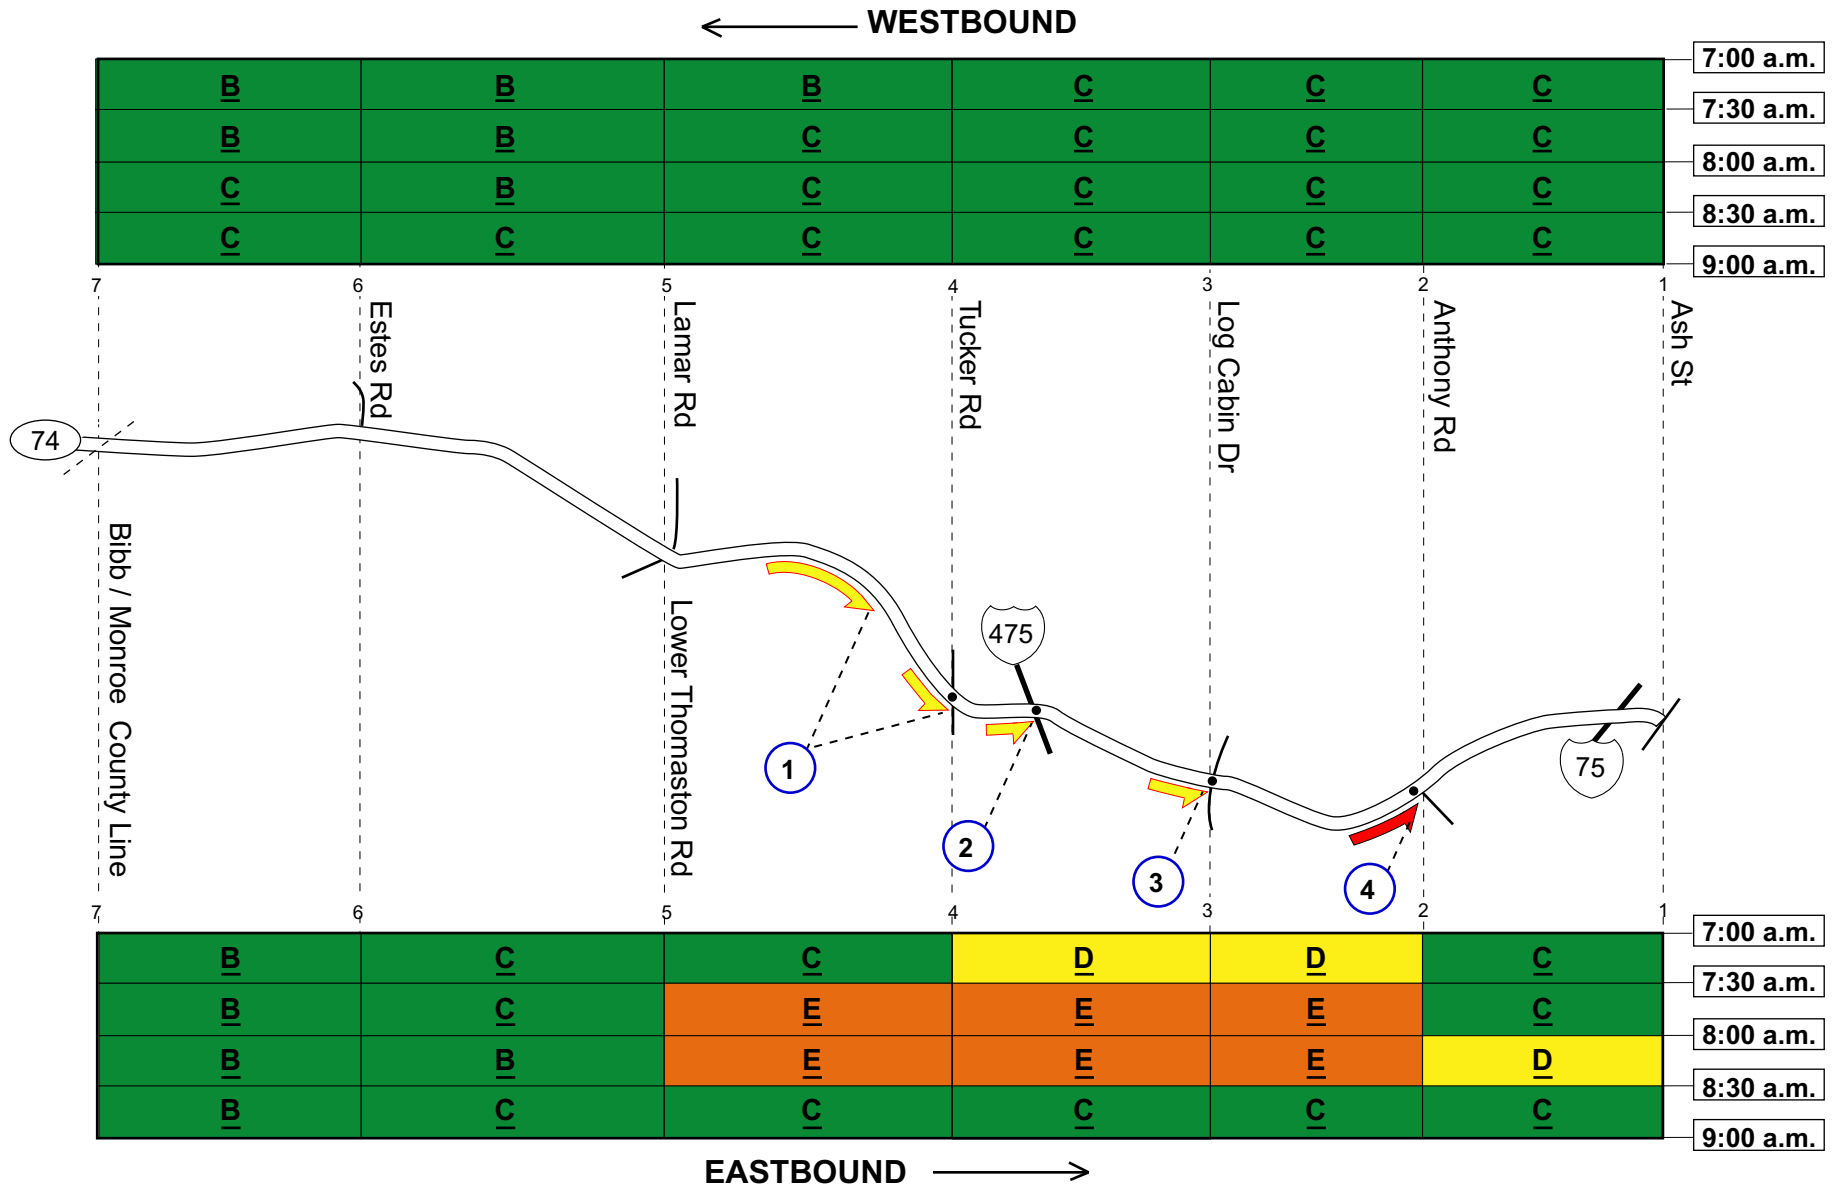 WESTBOUND
7:00 a.m.
B B B C C C
7:30 a.m.
B B C C C C
8:00 a.m.
C B C C C C
8:30 a.m.
C C C C C C
9:00 a.m.
7 6 5 4 3 2 1
Estes Rd
Lamar Rd
Tucker Rd
Log Cabin Dr
Anthony Rd
Ash St
74
Bibb / Monroe County Line
Lower Thomaston Rd
475
75
1
2
3
4
7 6 5 4 3 2 1
7:00 a.m.
B C C D D C
7:30 a.m.
B C E E E C
8:00 a.m.
B B E E E D
8:30 a.m.
B C C C C C
9:00 a.m.
EASTBOUND